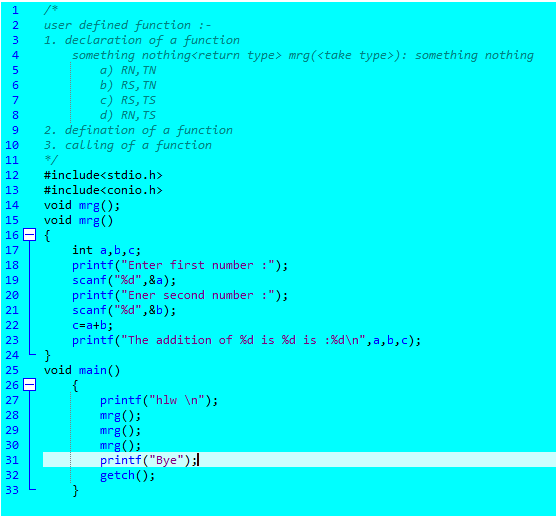 1 /*
2 user defined function :-
3 1. declaration of a function
4 something nothing<return type> mrg(<take type>): something nothing
5 a) RN,TN
6 b) RS,TN
7 c) RS,TS
8 d) RN,TS
9 2. defination of a function
10 3. calling of a function
11 */
12 #include<stdio.h>
13 #include<conio.h>
14 void mrg();
15 void mrg()
16 {
17 int a,b,c;
18 printf("Enter first number :");
19 scanf("%d",&a);
20 printf("Ener second number :");
21 scanf("%d",&b);
22 c=a+b;
23 printf("The addition of %d is %d is :%d\n",a,b,c);
24 }
25 void main()
26 {
27 printf("hlw \n");
28 mrg();
29 mrg();
30 mrg();
31 printf("Bye");
32 getch();
33 }